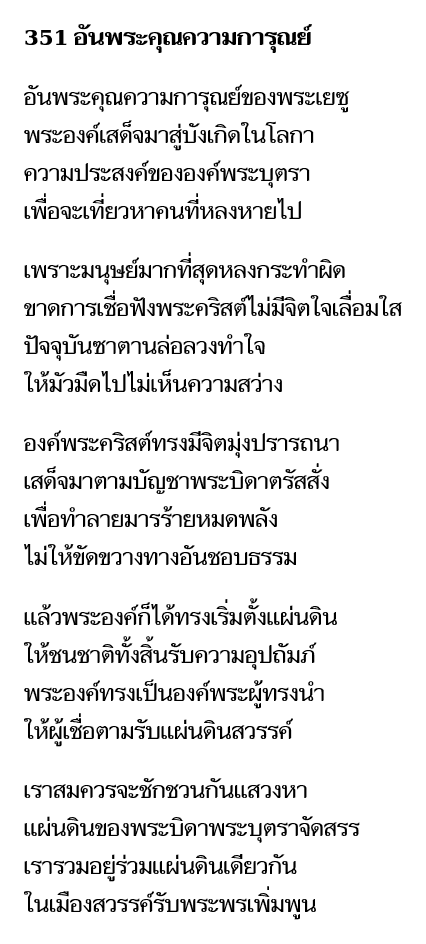 351 อันพระคุณความการุณย์
อันพระคุณความการุณย์ของพระเยซู
พระองค์เสด็จมาสู่บังเกิดในโลกา
ความประสงค์ขององค์พระบุตรา
เพื่อจะเที่ยวหาคนที่หลงหายไป
เพราะมนุษย์มากที่สุดหลงกระทำผิด
ขาดการเชื่อฟังพระคริสต์ไม่มีจิตใจเลื่อมใส
ปัจจุบันซาตานล่อลวงทำใจ
ให้มัวมืดไปไม่เห็นความสว่าง
องค์พระคริสต์ทรงมีจิตมุ่งปรารถนา
เสด็จมาตามบัญชาพระบิดาตรัสสั่ง
เพื่อทำลายมารร้ายหมดพลัง
ไม่ให้ขัดขวางทางอันชอบธรรม
แล้วพระองค์ก็ได้ทรงเริ่มตั้งแผ่นดิน
ให้ชนชาติทั้งสิ้นรับความอุปถัมภ์
พระองค์ทรงเป็นองค์พระผู้ทรงนำ
ให้ผู้เชื่อตามรับแผ่นดินสวรรค์
เราสมควรจะชักชวนกันแสวงหา
แผ่นดินของพระบิดาพระบุตราจัดสรร
เรารวมอยู่ร่วมแผ่นดินเดียวกัน
ในเมืองสวรรค์รับพระพรเพิ่มพูน